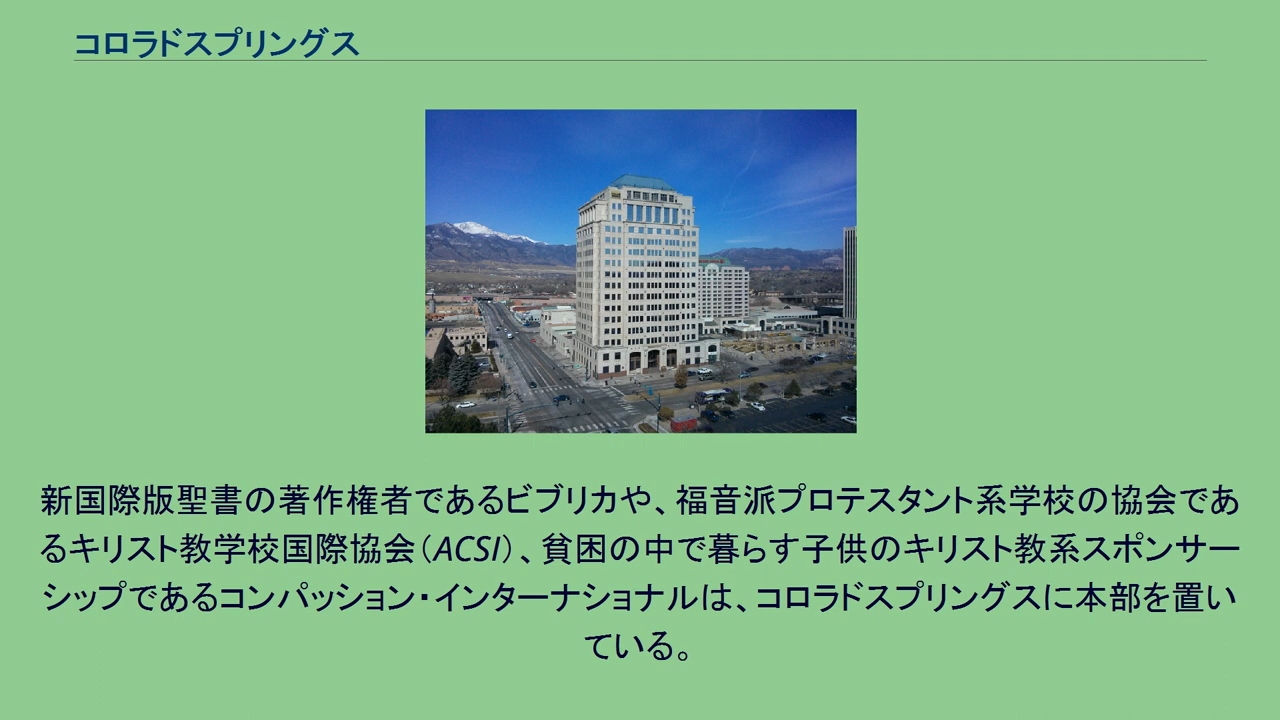 コロラドスプリングス
新国際版聖書の著作権者であるビブリカや、福音派プロテスタント系学校の協会であ
るキリスト教学校国際協会（ACSI）、貧困の中で暮らす子供のキリスト教系スポンサー
シップであるコンパッション・インターナショナルは、コロラドスプリングスに本部を置い
ている。